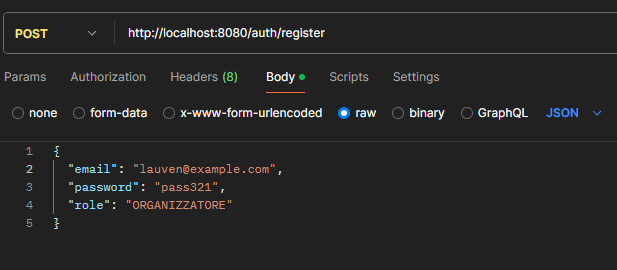 POST http://localhost:8080/auth/register
Params Authorization Headers (8) Body Scripts Settings
none form-data x-www-form-urlencoded raw binary GraphQL JSON
1 {
2 "email": "lauven@example.com",
3 "password": "pass321",
4 "role": "ORGANIZZATORE"
5 }